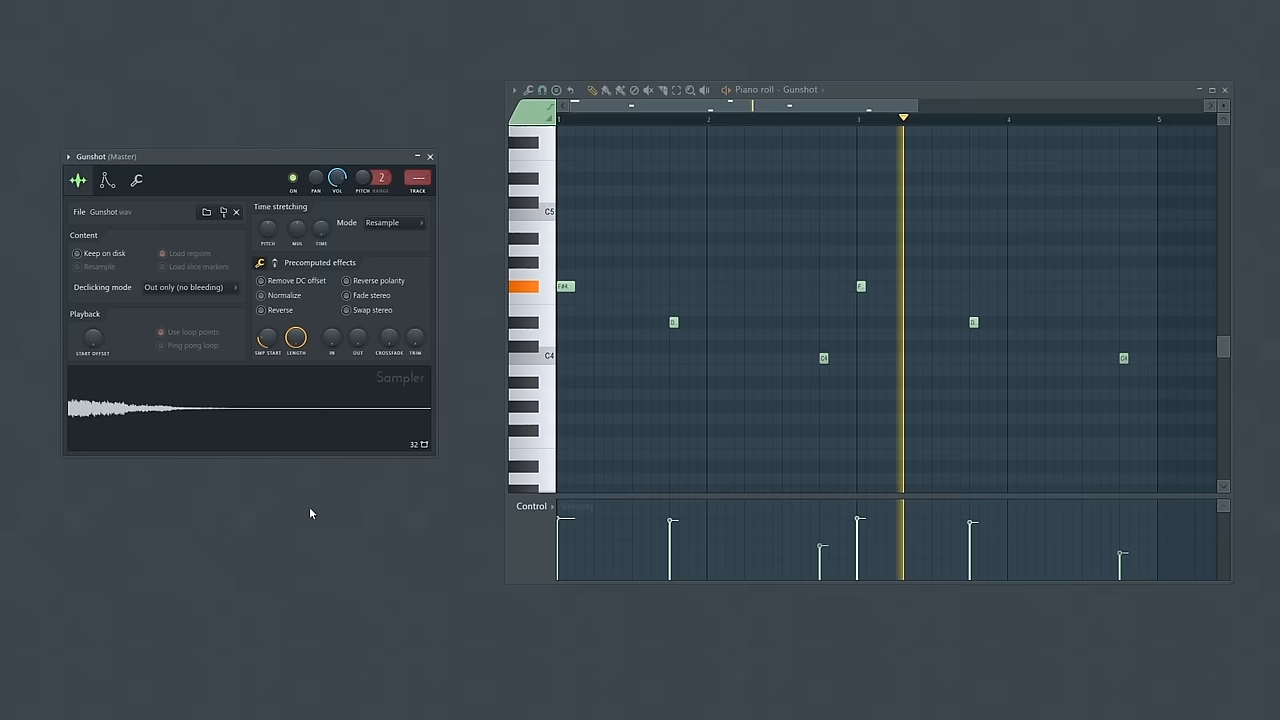 Gunshot (Master)
ON PAN VOL PITCH RANGE 2 TRACK
File Gunshot.wav
Content
Keep on disk Load regions
Resample Load slice markers
Declicking mode Out only (no bleeding)
Playback
Use loop points
Ping pong loop
START OFFSET
Time stretching
PITCH MUL TIME Mode Resample
Precomputed effects
Remove DC offset Reverse polarity
Normalize Fade stereo
Reverse Swap stereo
SMP START LENGTH IN OUT CROSSFADE TRIM
Sampler
32
Piano roll - Gunshot
1 2 3 4 5
C5
F#4 F.
D. D.
C4 C4 C4
Control Velocity